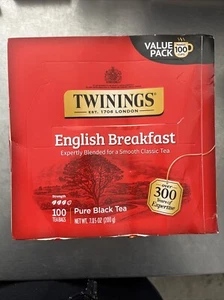 VALUE
PACK
100
TWININGS
EST. 1706 LONDON
English Breakfast
Expertly Blended for a Smooth Classic Tea
over
300
Years of
Expertise
Strength
100
TEA BAGS
Pure Black Tea
NET WT. 7.05 OZ (200 g)